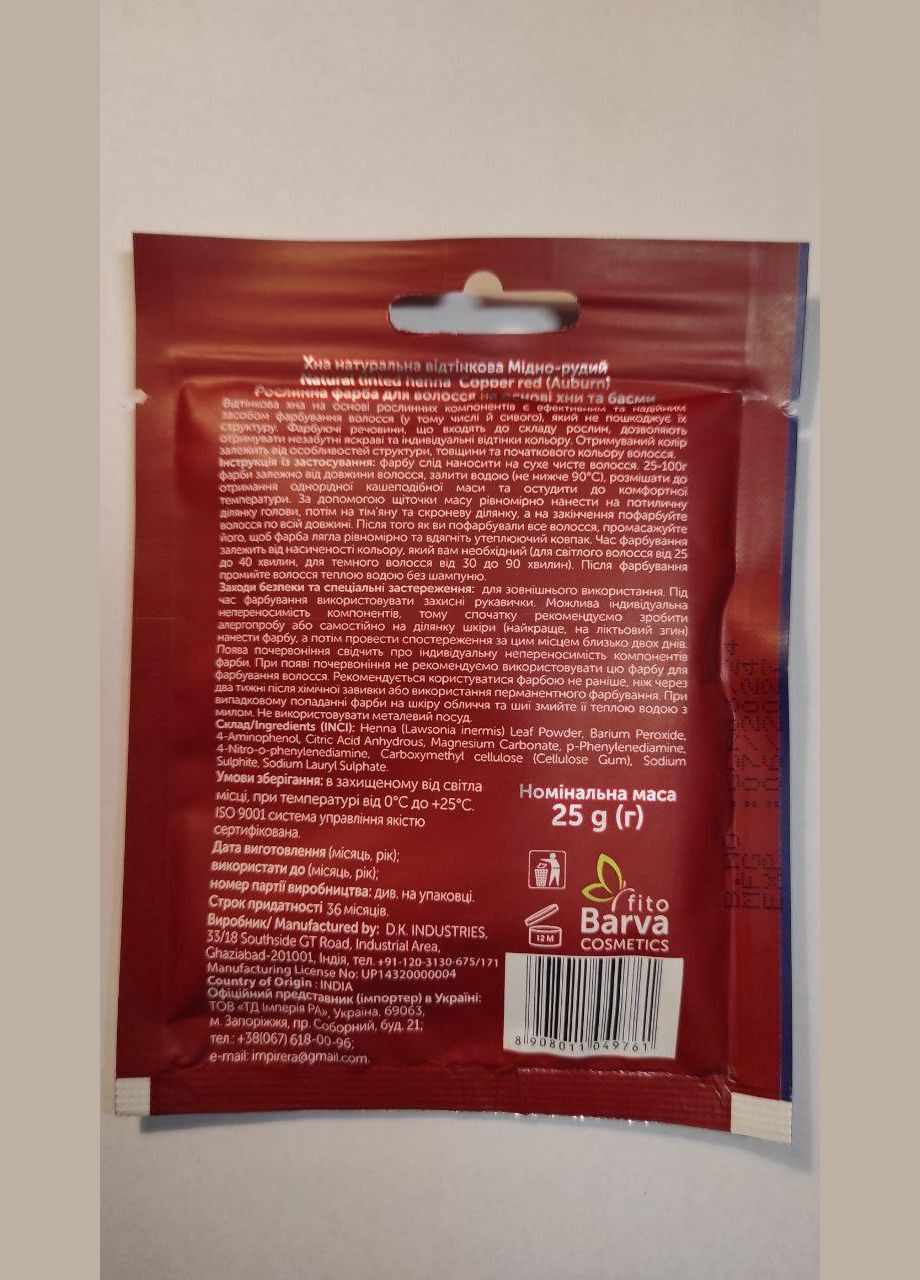 Хна натуральна відтінкова Мідно-рудий
Natural tinted henna Copper red (Auburn)
Рослинна фарба для волосся на основі хни та басми
Відтінкова хна на основі рослинних компонентів є ефективним та надійним
засобом фарбування волосся (у тому числі й сивого), який не пошкоджує їх
структуру. Фарбуючі речовини, що входять до складу рослин, дозволяють
отримувати незабутні яскраві та індивідуальні відтінки кольору. Отримуваний колір
залежить від особливостей структури, товщини та початкового кольору волосся.
Інструкція із застосування: фарбу слід наносити на сухе чисте волосся. 25-100г
фарби залежно від довжини волосся, залити водою (не нижче 90°С), розмішати до
отримання однорідної кашеподібної маси та остудити до комфортної
температури. За допомогою щіточки масу рівномірно нанести на потиличну
ділянку голови, потім на тім'яну та скроневу ділянку, а на закінчення пофарбуйте
волосся по всій довжині. Після того як ви пофарбували все волосся, промасажуйте
його, щоб фарба лягла рівномірно та вдягніть утеплюючий ковпак. Час фарбування
залежить від насиченості кольору, який вам необхідний (для світлого волосся від 25
до 40 хвилин, для темного волосся від 30 до 90 хвилин). Після фарбування
промийте волосся теплою водою без шампуню.
Заходи безпеки та спеціальні застереження: для зовнішнього використання. Під
час фарбування використовувати захисні рукавички. Можлива індивідуальна
непереносимість компонентів, тому спочатку рекомендуємо зробити
алергопробу або самостійно на ділянку шкіри (найкраще, на ліктьовий згин)
нанести фарбу, а потім провести спостереження за цим місцем близько двох днів.
Поява почервоніння свідчить про індивідуальну непереносимість компонентів
фарби. При появі почервоніння не рекомендуємо використовувати цю фарбу для
фарбування волосся. Рекомендується користуватися фарбою не раніше, ніж через
два тижні після хімічної завивки або використання перманентного фарбування. При
випадковому попаданні фарби на шкіру обличчя та шиї змийте її теплою водою з
милом. Не використовувати металевий посуд.
Склад/Ingredients (INCI): Henna (Lawsonia inermis) Leaf Powder, Barium Peroxide,
4-Aminophenol, Citric Acid Anhydrous, Magnesium Carbonate, p-Phenylenediamine,
4-Nitro-o-phenylenediamine, Carboxymethyl cellulose (Cellulose Gum), Sodium
Sulphite, Sodium Lauryl Sulphate.
Умови зберігання: в захищеному від світла
місці, при температурі від 0°С до +25°С.
ISO 9001 система управління якістю
сертифікована.
Дата виготовлення (місяць, рік);
використати до (місяць, рік);
номер партії виробництва: див. на упаковці.
Строк придатності 36 місяців.
Виробник/ Manufactured by: D.K. INDUSTRIES,
33/18 Southside GT Road, Industrial Area,
Ghaziabad-201001, Індія, тел. +91-120-3130-675/171
Manufacturing License No: UP14320000004
Country of Origin : INDIA
Офіційний представник (імпортер) в Україні:
ТОВ «ТД Імперія РА», Україна, 69063,
м. Запоріжжя, пр. Соборний, буд. 21;
тел.: +38(067) 618-00-96;
e-mail: impirera@gmail.com
Номінальна маса
25 g (г)
12 M
fito
Barva
COSMETICS
8 908011 049761